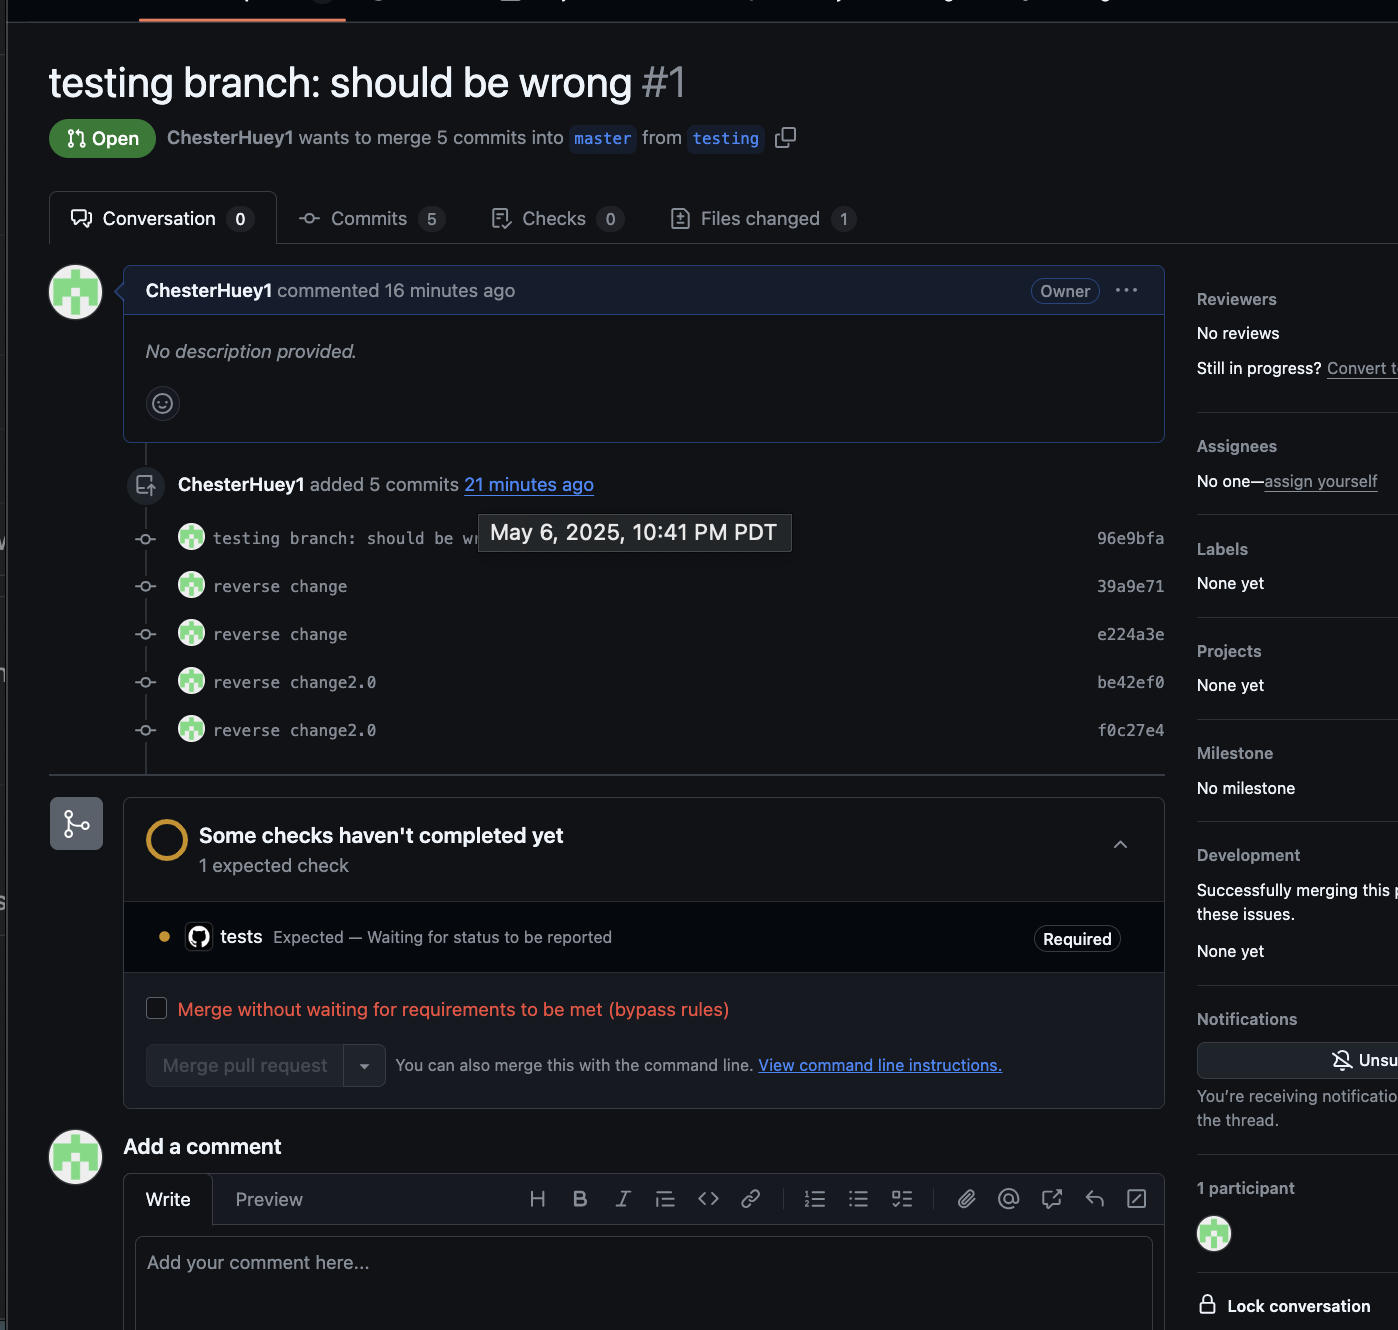 testing branch: should be wrong #1
Open ChesterHuey1 wants to merge 5 commits into master from testing
Conversation 0 Commits 5 Checks 0 Files changed 1
ChesterHuey1 commented 16 minutes ago Owner
No description provided.
ChesterHuey1 added 5 commits 21 minutes ago
May 6, 2025, 10:41 PM PDT
testing branch: should be 96e9bfa
reverse change 39a9e71
reverse change e224a3e
reverse change2.0 be42ef0
reverse change2.0 f0c27e4
Some checks haven't completed yet
1 expected check
tests Expected — Waiting for status to be reported Required
Merge without waiting for requirements to be met (bypass rules)
Merge pull request You can also merge this with the command line. View command line instructions.
Add a comment
Write Preview
Add your comment here...
Reviewers
No reviews
Still in progress? Convert
Assignees
No one—assign yourself
Labels
None yet
Projects
None yet
Milestone
No milestone
Development
Successfully merging this
these issues.
None yet
Notifications
Unsu
You're receiving notificatio
the thread.
1 participant
Lock conversation